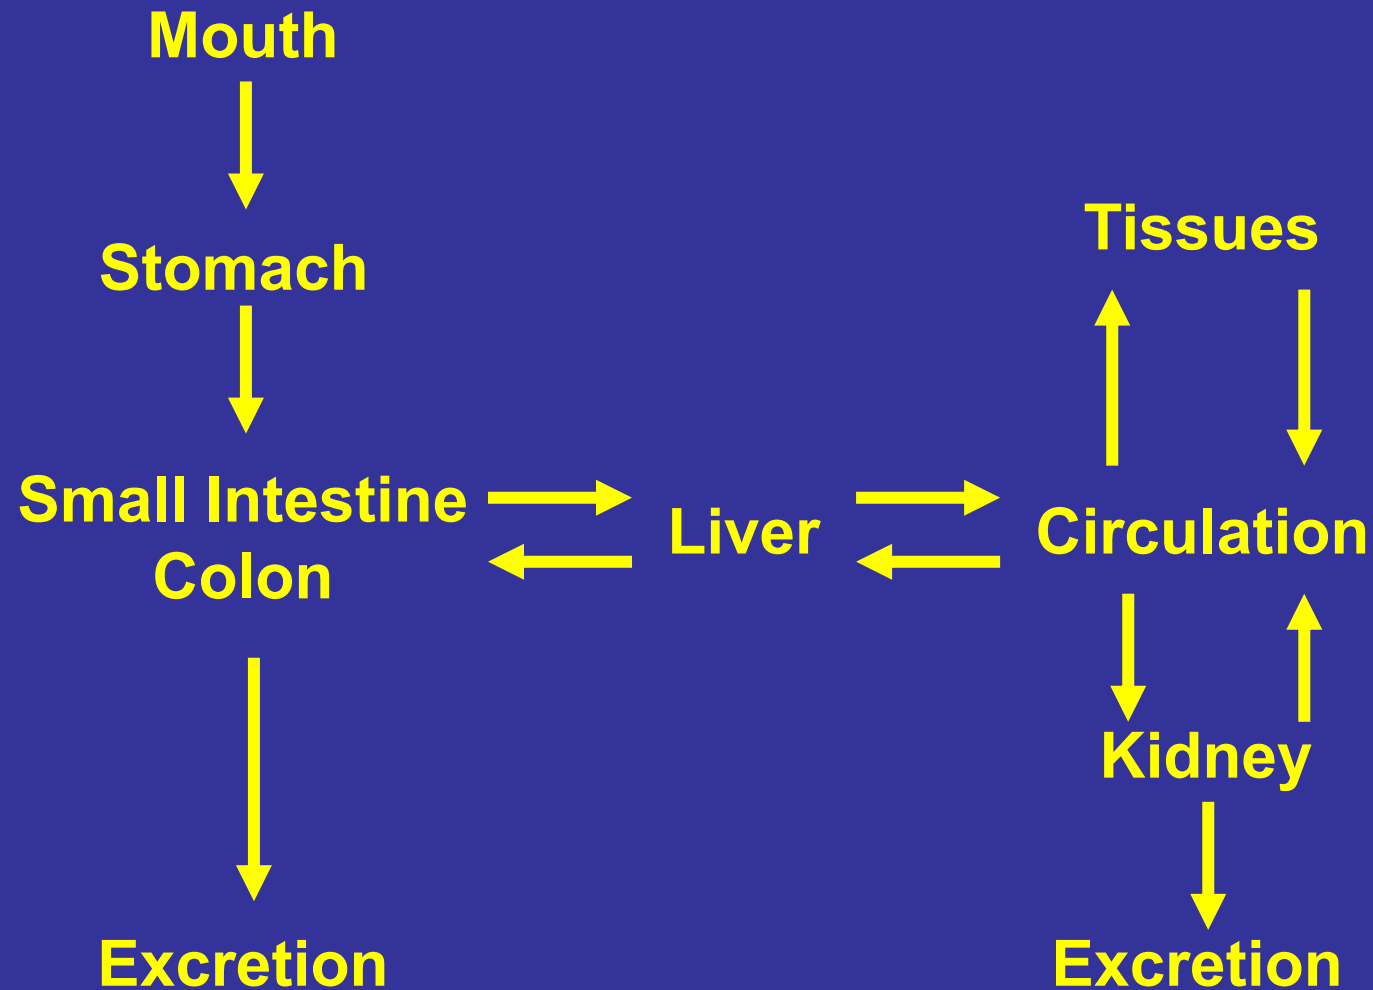 Mouth
Stomach
Small Intestine
Colon
Excretion
Liver
Tissues
Circulation
Kidney
Excretion